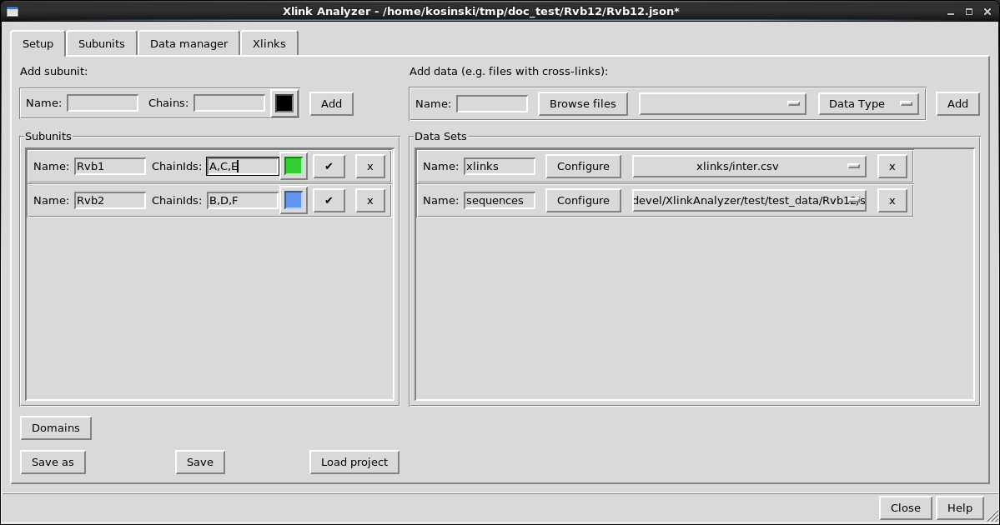 Xlink Analyzer - /home/kosinski/tmp/doc_test/Rvb12/Rvb12.json*
Setup Subunits Data manager Xlinks
Add subunit: Add data (e.g. files with cross-links):
Name: Chains: Add Name: Browse files Data Type Add
Subunits Data Sets
Name: Rvb1 ChainIds: A,C,E ✔ x Name: xlinks Configure xlinks/inter.csv x
Name: Rvb2 ChainIds: B,D,F ✔ x Name: sequences Configure devel/XlinkAnalyzer/test/test_data/Rvb12/s x
Domains
Save as Save Load project
Close Help